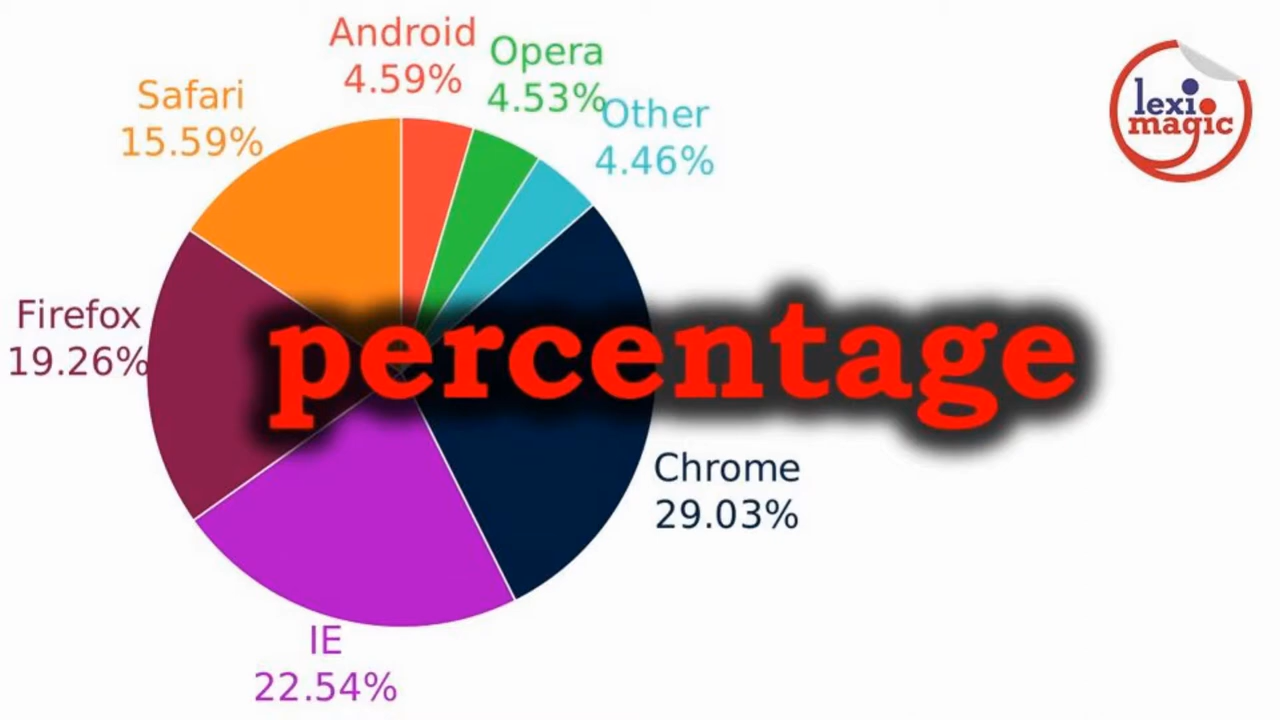 Android
4.59%
Opera
4.53%
Other
4.46%
Safari
15.59%
lexi
magic
Firefox
19.26%
percentage
Chrome
29.03%
IE
22.54%